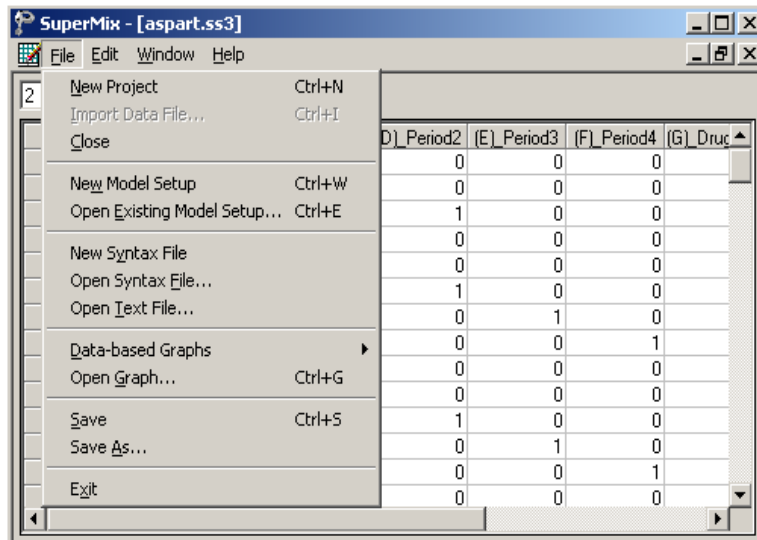 SuperMix - [aspart.ss3]
File Edit Window Help
2
New Project Ctrl+N
Import Data File... Ctrl+I
Close
New Model Setup Ctrl+W
Open Existing Model Setup... Ctrl+E
New Syntax File
Open Syntax File...
Open Text File...
Data-based Graphs
Open Graph... Ctrl+G
Save Ctrl+S
Save As...
Exit
D)_Period2 (E)_Period3 (F)_Period4 (G)_Drug
0 0 0
0 0 0
1 0 0
0 0 0
0 0 0
1 0 0
0 1 0
0 0 1
0 0 0
0 0 0
1 0 0
0 1 0
0 0 1
0 0 0